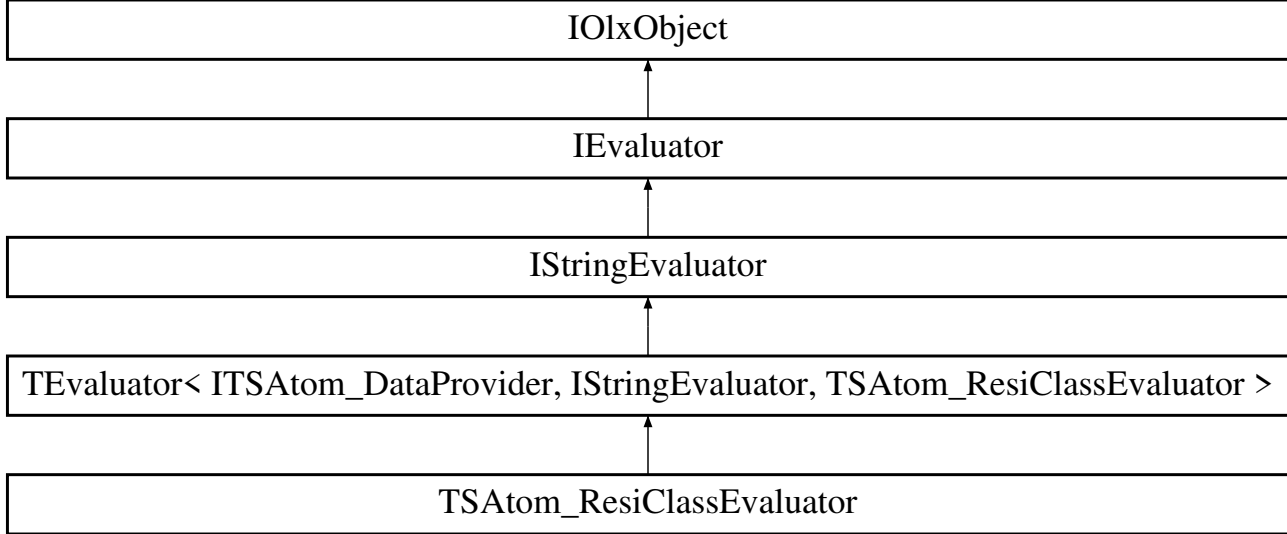 IOlxObject
IEvaluator
IStringEvaluator
TEvaluator< ITSAtom_DataProvider, IStringEvaluator, TSAtom_ResiClassEvaluator >
TSAtom_ResiClassEvaluator